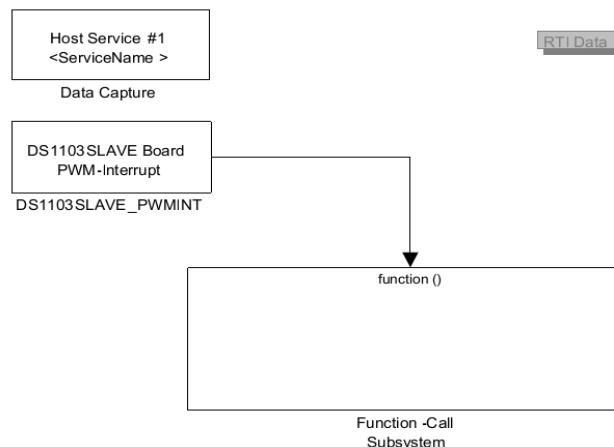 Host Service #1
<ServiceName >
Data Capture
RTI Data
DS1103SLAVE Board
PWM-Interrupt
DS1103SLAVE_PWMINT
function ()
Function -Call
Subsystem